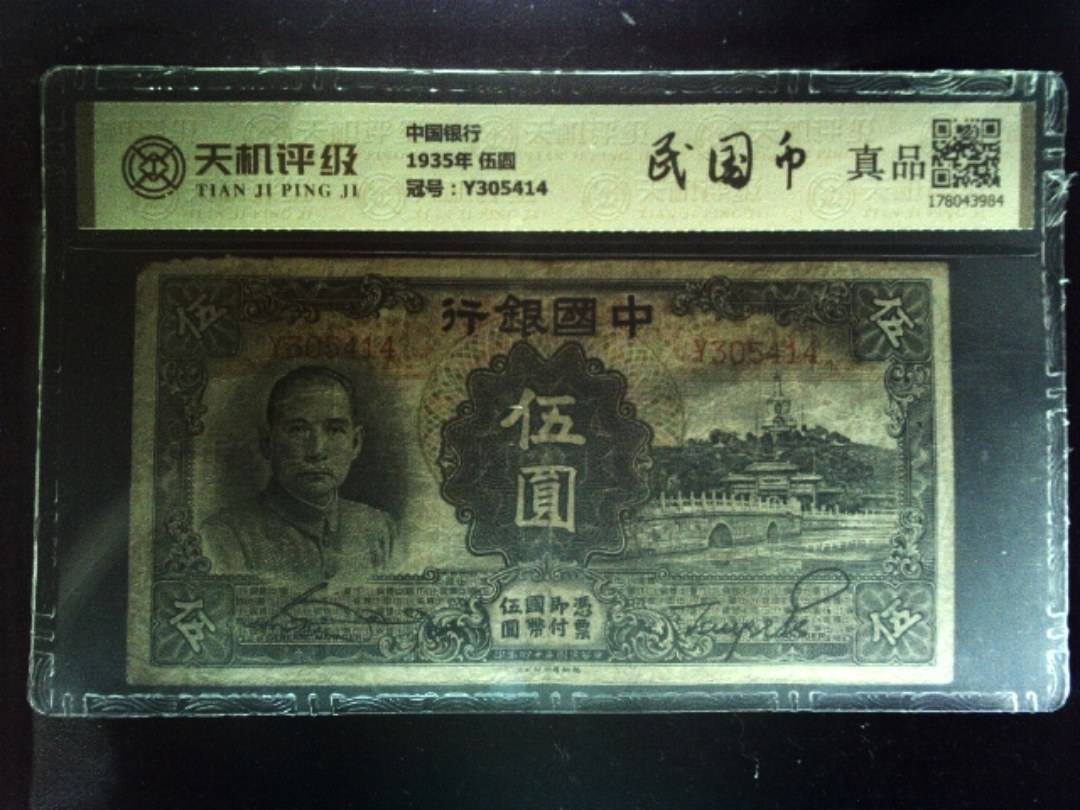 天机评级
TIAN JI PING JI
中国银行
1935年 伍圆
冠号：Y305414
民国币
真品
178043984
行銀國中
伍
伍
Y305414
Y305414
伍
圓
憑票
即付
國幣
伍圓
伍
伍